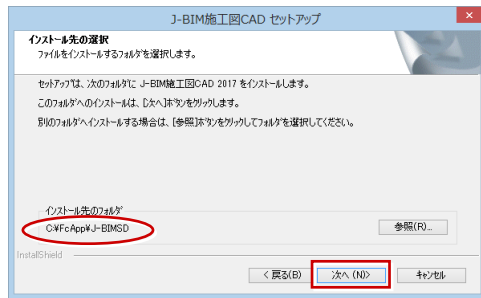 J-BIM施工図CAD セットアップ
インストール先の選択
ファイルをインストールするフォルダを選択します。
セットアップは、次のフォルダに J-BIM施工図CAD 2017 をインストールします。
このフォルダへのインストールは、[次へ]ボタンをクリックします。
別のフォルダへインストールする場合は、[参照]ボタンをクリックしてフォルダを選択してください。
インストール先のフォルダ
C:¥FcApp¥J-BIMSD
参照(R)...
InstallShield
< 戻る(B)
次へ (N)>
キャンセル